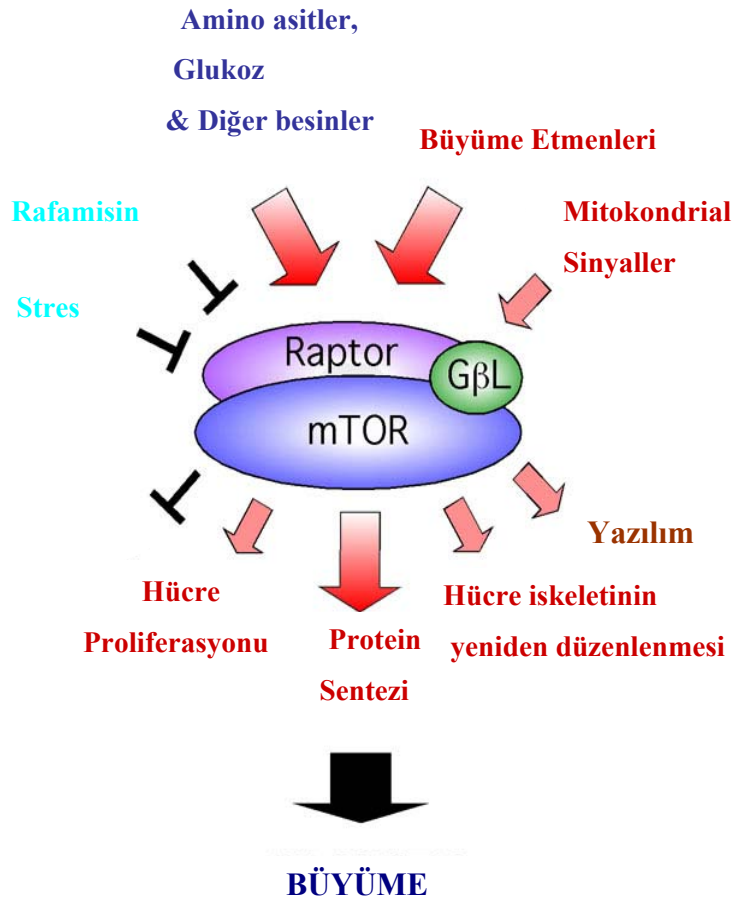 Amino asitler,
Glukoz
& Diğer besinler
Büyüme Etmenleri
Rafamisin
Mitokondrial
Sinyaller
Stres
Raptor
GβL
mTOR
Yazılım
Hücre
Proliferasyonu
Protein
Sentezi
Hücre iskeletinin
yeniden düzenlenmesi
BÜYÜME